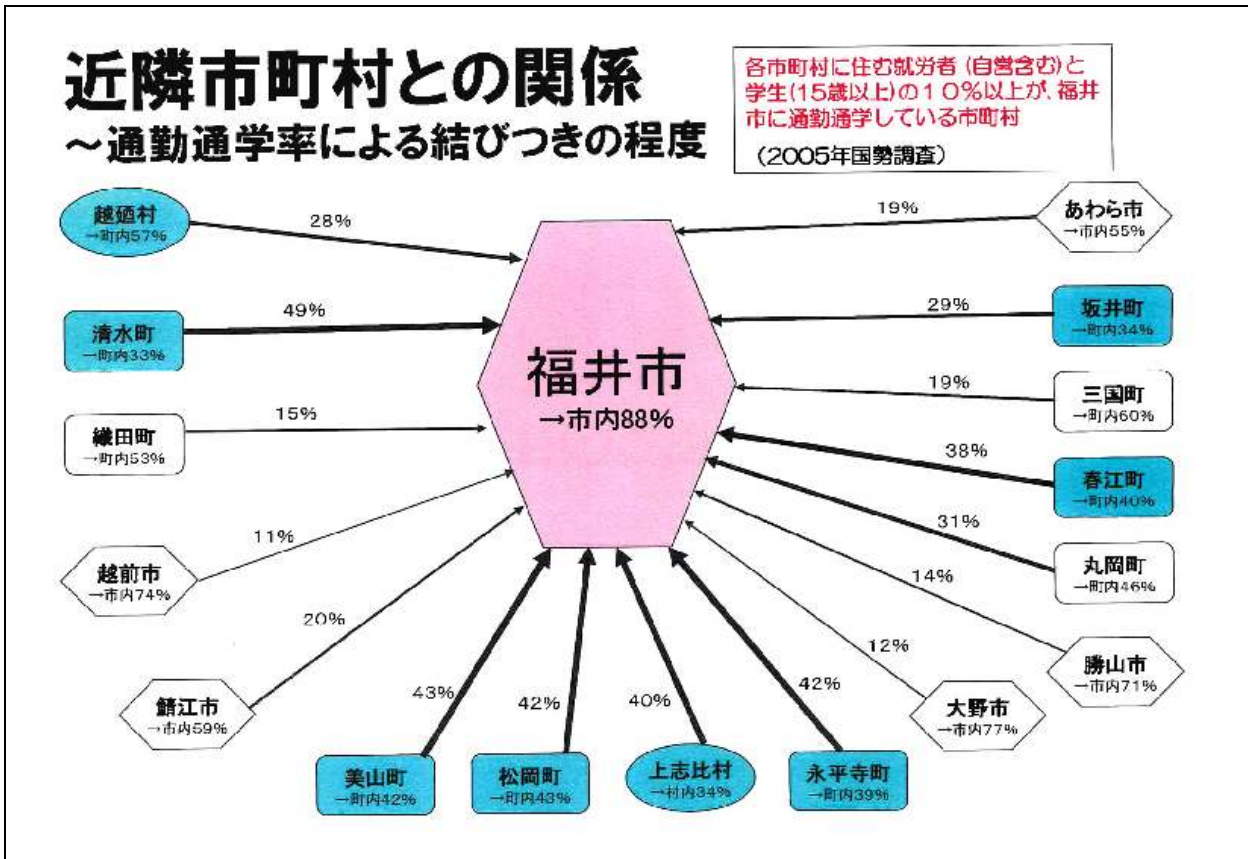 近隣市町村との関係
～通勤通学率による結びつきの程度
各市町村に住む就労者(自営含む)と
学生(15歳以上)の10%以上が、福井
市に通勤通学している市町村
(2005年国勢調査)
越廼村
→町内57%
28%
19%
あわら市
→市内55%
清水町
→町内33%
49%
29%
坂井町
→町内34%
福井市
→市内88%
織田町
→町内53%
15%
19%
三国町
→町内60%
38%
春江町
→町内40%
越前市
→市内74%
11%
31%
丸岡町
→町内46%
14%
勝山市
→市内71%
鯖江市
→市内59%
20%
12%
大野市
→市内77%
43%
42%
40%
42%
美山町
→町内42%
松岡町
→町内43%
上志比村
→村内34%
永平寺町
→町内39%